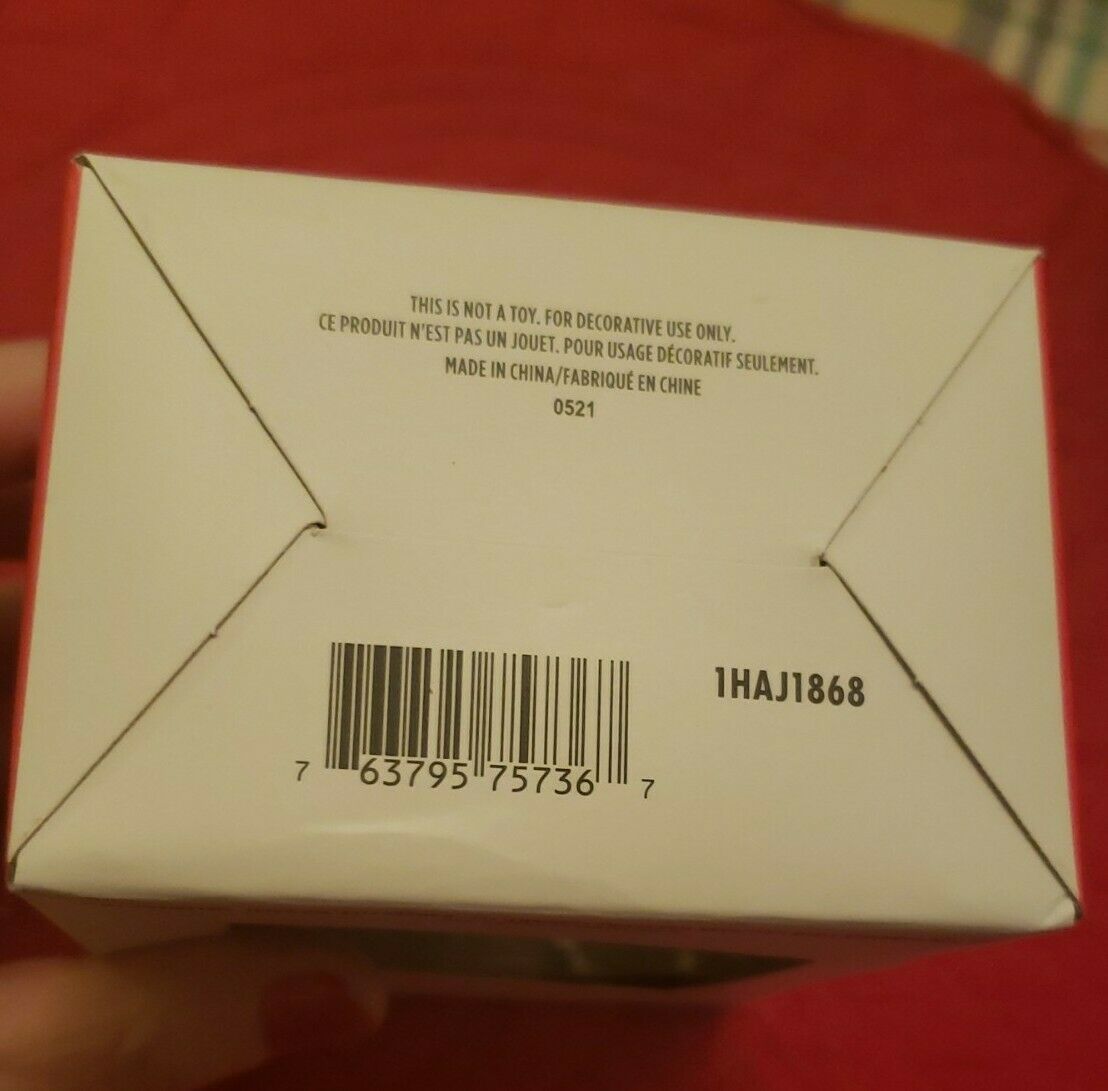 THIS IS NOT A TOY. FOR DECORATIVE USE ONLY.
CE PRODUIT N'EST PAS UN JOUET. POUR USAGE DÉCORATIF SEULEMENT.
MADE IN CHINA/FABRIQUÉ EN CHINE
0521
1HAJ1868
7 63795 75736 7